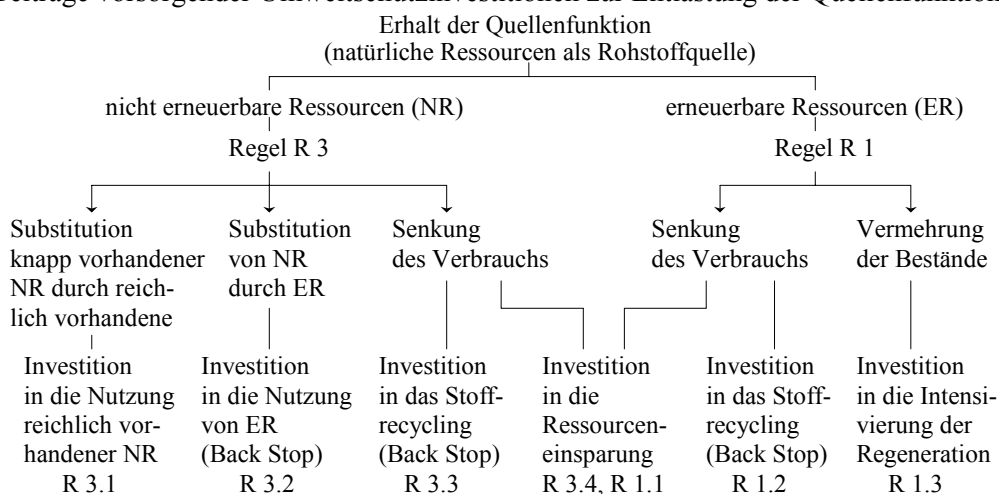 Beiträge vorsorgender Umweltschutzinvestitionen zur Entlastung der Quellenfunktion
Erhalt der Quellenfunktion
(natürliche Ressourcen als Rohstoffquelle)
nicht erneuerbare Ressourcen (NR)
erneuerbare Ressourcen (ER)
Regel R 3
Regel R 1
Substitution
knapp vorhandener
NR durch reich-
lich vorhandene
Substitution
von NR
durch ER
Senkung
des Verbrauchs
Senkung
des Verbrauchs
Vermehrung
der Bestände
Investition
in die Nutzung
reichlich vor-
handener NR
R 3.1
Investition
in die Nutzung
von ER
(Back Stop)
R 3.2
Investition
in das Stoff-
recycling
(Back Stop)
R 3.3
Investition
in die
Ressourcen-
einsparung
R 3.4, R 1.1
Investition
in das Stoff-
recycling
(Back Stop)
R 1.2
Investition
in die Intensi-
vierung der
Regeneration
R 1.3